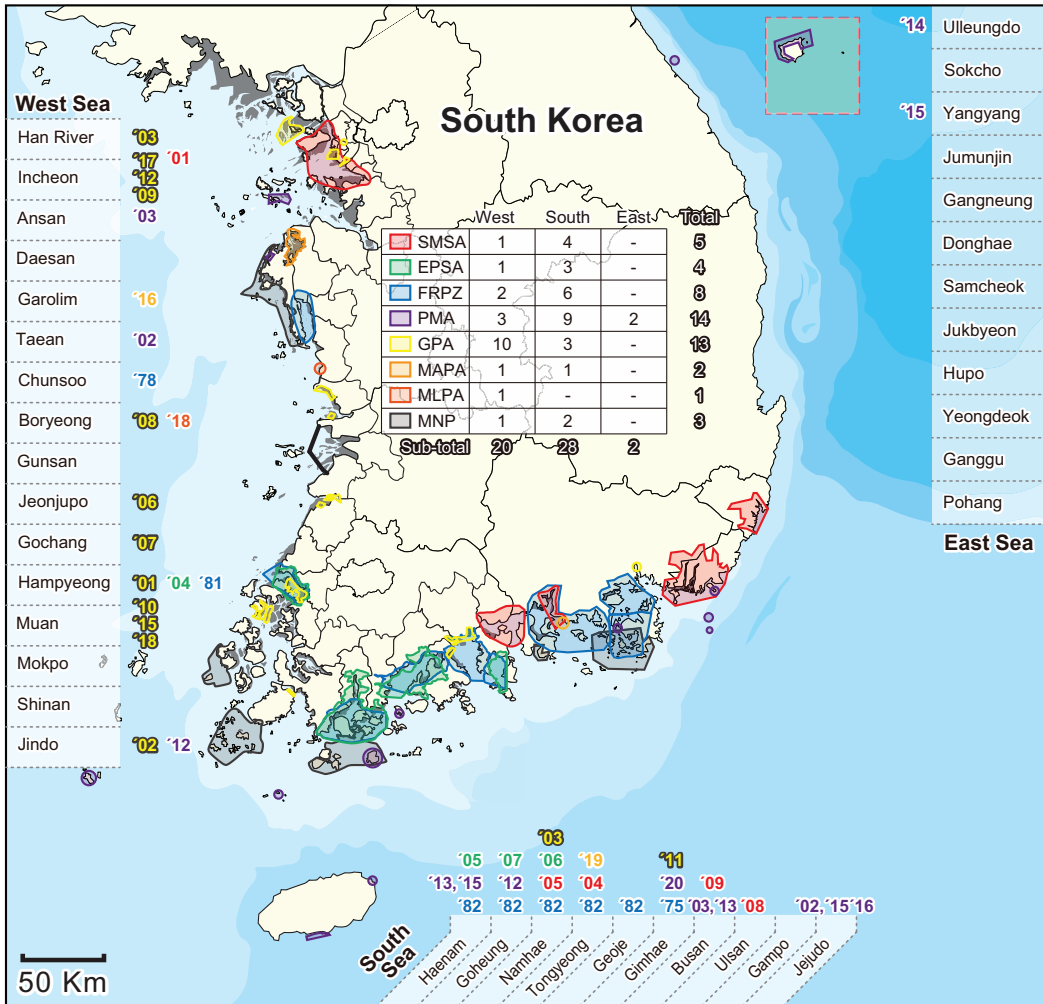 South Korea
West Sea
Han River ´03
´17 ´01
Incheon ´12
´09
Ansan ´03
Daesan
Garolim ´16
Taean ´02
Chunsoo ´78
Boryeong ´08 ´18
Gunsan
Jeonjupo ´06
Gochang ´07
Hampyeong ´01 ´04 ´81
´10
Muan ´15
´18
Mokpo
Shinan
Jindo ´02 ´12
West South East Total
SMSA 1 4 - 5
EPSA 1 3 - 4
FRPZ 2 6 - 8
PMA 3 9 2 14
GPA 10 3 - 13
MAPA 1 1 - 2
MLPA 1 - - 1
MNP 1 2 - 3
Sub-total 20 28 2
´14 Ulleungdo
Sokcho
´15 Yangyang
Jumunjin
Gangneung
Donghae
Samcheok
Jukbyeon
Hupo
Yeongdeok
Ganggu
Pohang
East Sea
´03
´05 ´07 ´06 ´19 ´11
´13, ´15 ´12 ´05 ´04 ´20 ´09
´82 ´82 ´82 ´82 ´82 ´75 ´03, ´13 ´08 ´02, ´15 ´16
South
Sea
Haenam
Goheung
Namhae
Tongyeong
Geoje
Gimhae
Busan
Ulsan
Gampo
Jejudo
50 Km